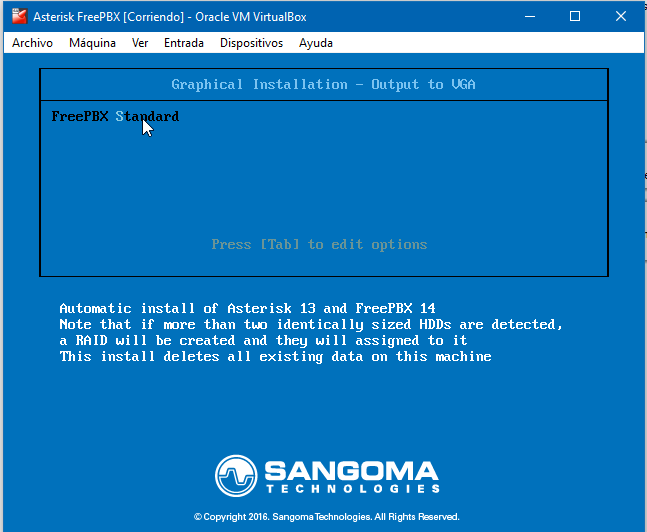 Asterisk FreePBX [Corriendo] - Oracle VM VirtualBox
Archivo Máquina Ver Entrada Dispositivos Ayuda
Graphical Installation - Output to VGA
FreePBX Standard
Press [Tab] to edit options
Automatic install of Asterisk 13 and FreePBX 14
Note that if more than two identically sized HDDs are detected,
a RAID will be created and they will assigned to it
This install deletes all existing data on this machine
SANGOMA
TECHNOLOGIES
© Copyright 2016. Sangoma Technologies. All Rights Reserved.